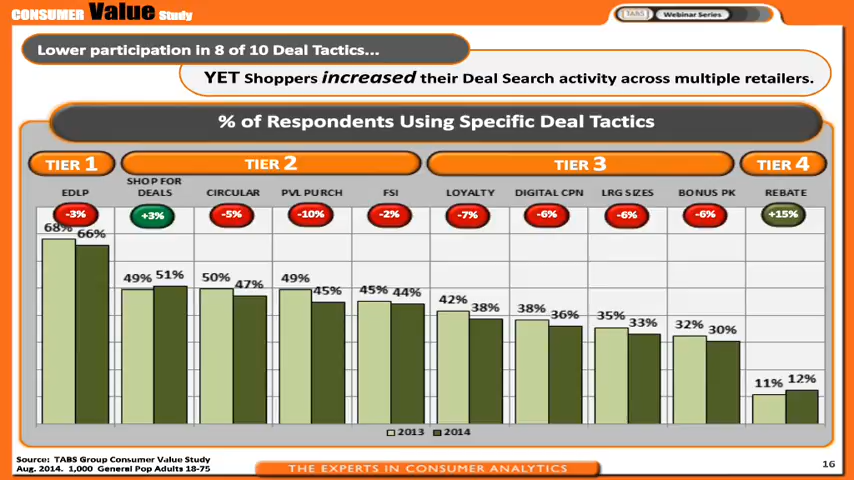 CONSUMER Value Study
TABS Webinar Series
Lower participation in 8 of 10 Deal Tactics...
YET Shoppers increased their Deal Search activity across multiple retailers.
% of Respondents Using Specific Deal Tactics
TIER 1 TIER 2 TIER 3 TIER 4
EDLP SHOP FOR DEALS CIRCULAR PVL PURCH FSI LOYALTY DIGITAL CPN LRG SIZES BONUS PK REBATE
-3% +3% -5% -10% -2% -7% -6% -6% -6% +15%
68% 66% 49% 51% 50% 47% 49% 45% 45% 44% 42% 38% 38% 36% 35% 33% 32% 30% 11% 12%
2013 2014
Source: TABS Group Consumer Value Study
Aug. 2014. 1,000 General Pop Adults 18-75
THE EXPERTS IN CONSUMER ANALYTICS
16